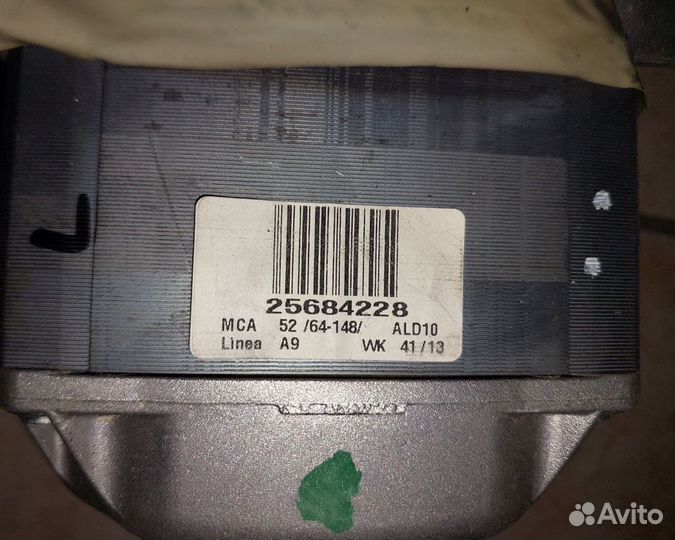 25684228
MCA 52 /64-148/ ALD10
Linea A9 WK 41/13
Avito